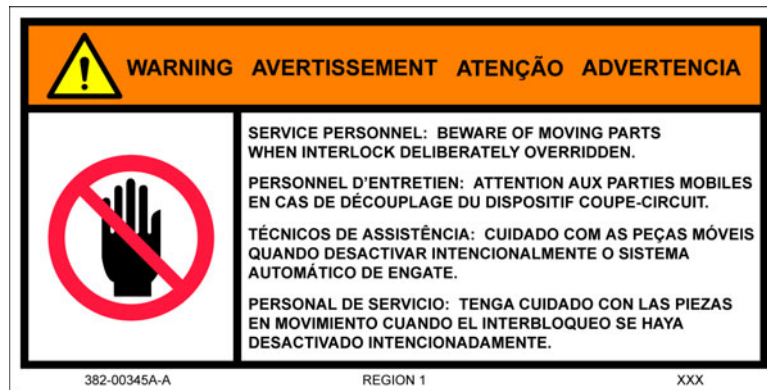 WARNING AVERTISSEMENT ATENÇÃO ADVERTENCIA
SERVICE PERSONNEL: BEWARE OF MOVING PARTS
WHEN INTERLOCK DELIBERATELY OVERRIDDEN.
PERSONNEL D'ENTRETIEN: ATTENTION AUX PARTIES MOBILES
EN CAS DE DÉCOUPLAGE DU DISPOSITIF COUPE-CIRCUIT.
TÉCNICOS DE ASSISTÊNCIA: CUIDADO COM AS PEÇAS MÓVEIS
QUANDO DESACTIVAR INTENCIONALMENTE O SISTEMA
AUTOMÁTICO DE ENGATE.
PERSONAL DE SERVICIO: TENGA CUIDADO CON LAS PIEZAS
EN MOVIMIENTO CUANDO EL INTERBLOQUEO SE HAYA
DESACTIVADO INTENCIONADAMENTE.
382-00345A-A REGION 1 XXX